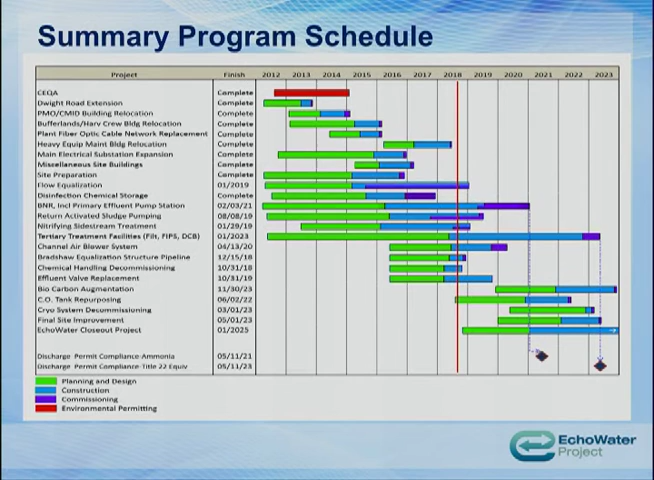 Summary Program Schedule
Project Finish 2012 2013 2014 2015 2016 2017 2018 2019 2020 2021 2022 2023
CEQA Complete
Dwight Road Extension Complete
PMO/CMID Building Relocation Complete
Bufferlands/Harv Crew Bldg Relocation Complete
Plant Fiber Optic Cable Network Replacement Complete
Heavy Equip Maint Bldg Relocation Complete
Main Electrical Substation Expansion Complete
Miscellaneous Site Buildings Complete
Site Preparation Complete
Flow Equalization 01/2019
Disinfection Chemical Storage Complete
BNR, Incl Primary Effluent Pump Station 02/03/21
Return Activated Sludge Pumping 08/08/19
Nitrifying Sidestream Treatment 01/29/19
Tertiary Treatment Facilities (Filt, FIPS, DCB) 01/2023
Channel Air Blower System 04/13/20
Bradshaw Equalization Structure Pipeline 12/15/18
Chemical Handling Decommissioning 10/31/18
Effluent Valve Replacement 10/31/19
Bio Carbon Augmentation 11/30/23
C.O. Tank Repurposing 06/02/22
Cryo System Decommissioning 03/01/23
Final Site Improvement 05/01/23
EchoWater Closeout Project 01/2025
Discharge Permit Compliance-Ammonia 05/11/21
Discharge Permit Compliance-Title 22 Equiv 05/11/23
Planning and Design
Construction
Commissioning
Environmental Permitting
EchoWater
Project